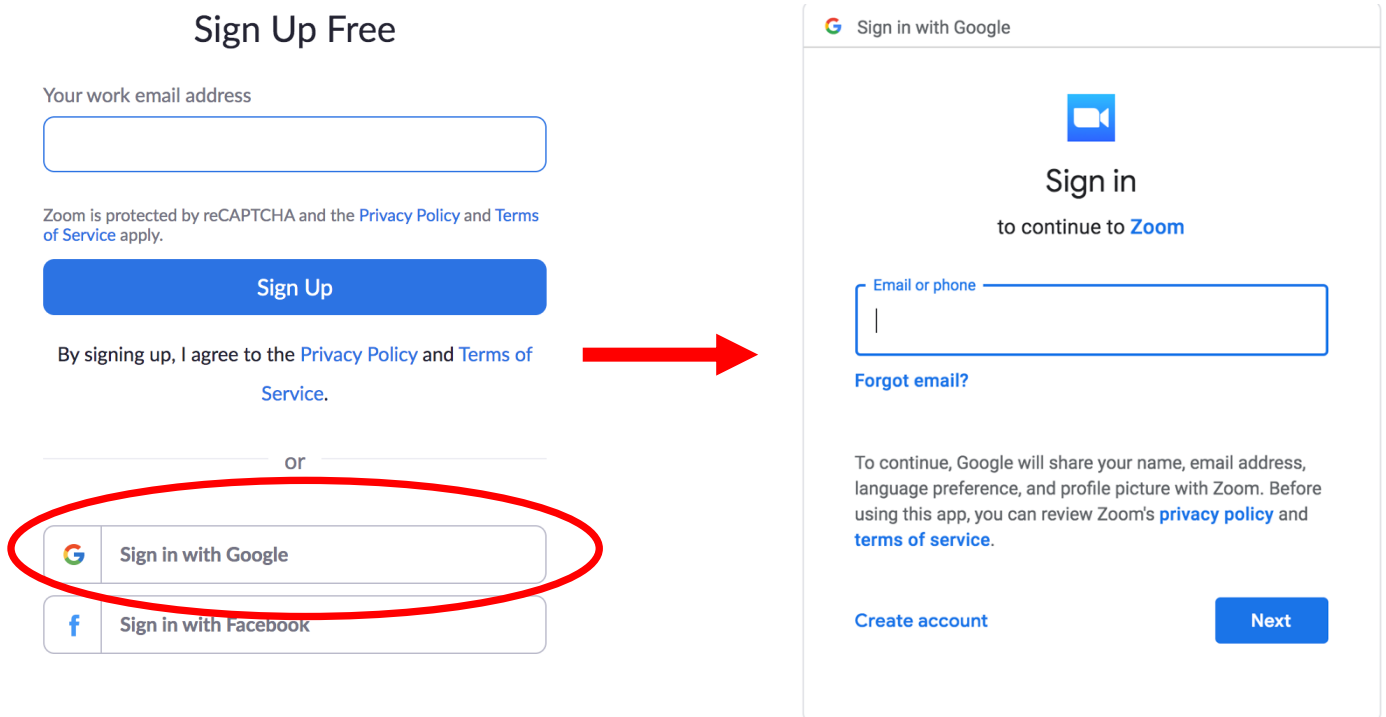 Sign Up Free
Your work email address
Zoom is protected by reCAPTCHA and the Privacy Policy and Terms
of Service apply.
Sign Up
By signing up, I agree to the Privacy Policy and Terms of
Service.
or
Sign in with Google
Sign in with Facebook
Sign in with Google
Sign in
to continue to Zoom
Email or phone
Forgot email?
To continue, Google will share your name, email address,
language preference, and profile picture with Zoom. Before
using this app, you can review Zoom's privacy policy and
terms of service.
Create account
Next